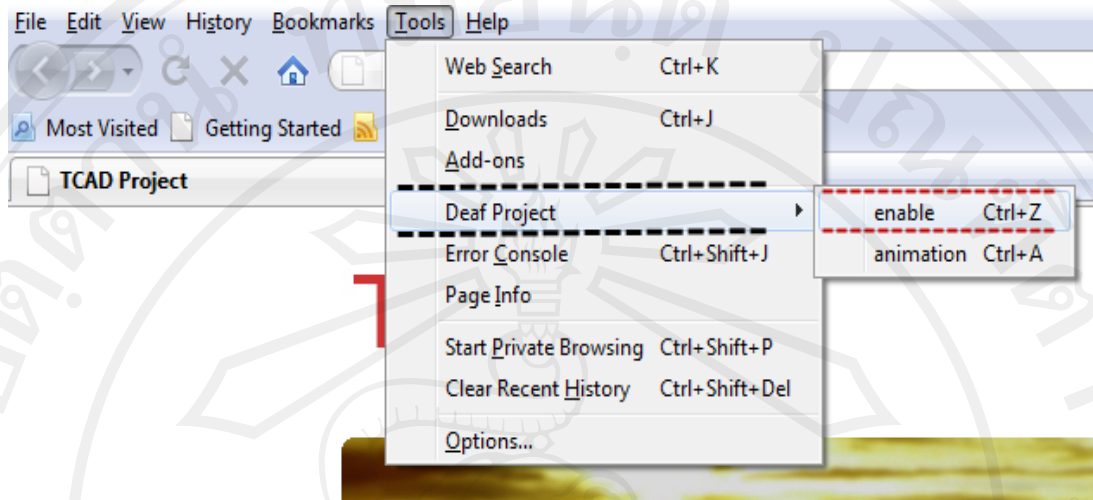 File Edit View History Bookmarks Tools Help
Web Search Ctrl+K
Most Visited Getting Started
Downloads Ctrl+J
Add-ons
TCAD Project
Deaf Project
enable Ctrl+Z
Error Console Ctrl+Shift+J
animation Ctrl+A
Page Info
T
Start Private Browsing Ctrl+Shift+P
Clear Recent History Ctrl+Shift+Del
Options...